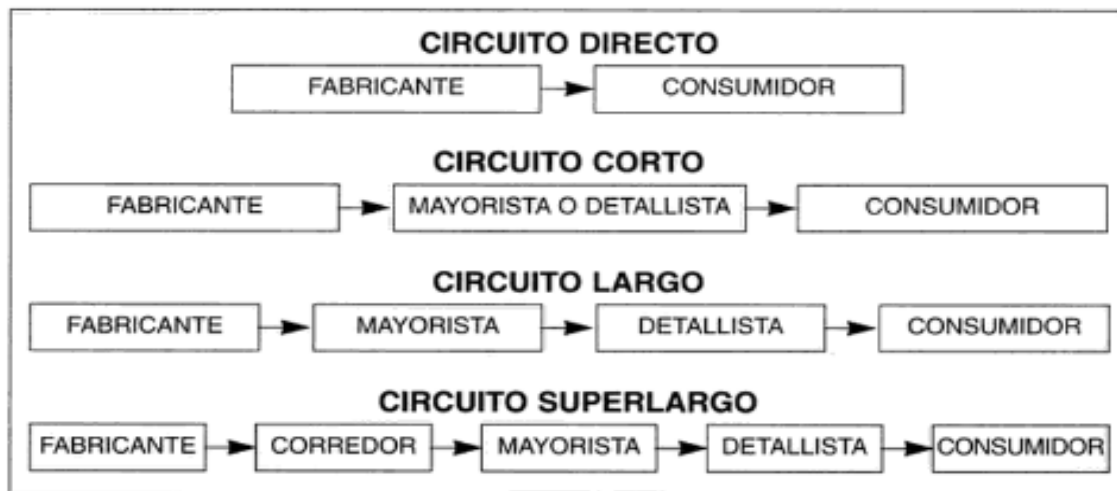 CIRCUITO DIRECTO
FABRICANTE CONSUMIDOR
CIRCUITO CORTO
FABRICANTE MAYORISTA O DETALLISTA CONSUMIDOR
CIRCUITO LARGO
FABRICANTE MAYORISTA DETALLISTA CONSUMIDOR
CIRCUITO SUPERLARGO
FABRICANTE CORREDOR MAYORISTA DETALLISTA CONSUMIDOR